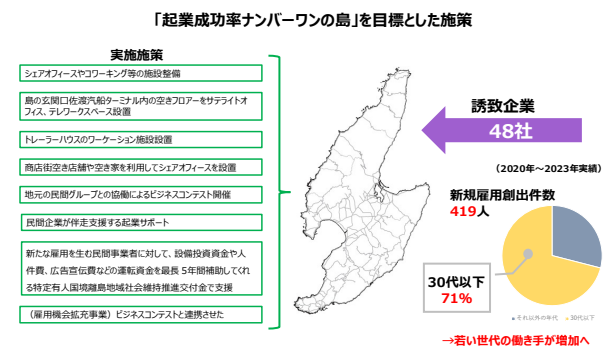 「起業成功率ナンバーワンの島」を目標とした施策
実施施策
シェアオフィスやコワーキング等の施設整備
島の玄関口佐渡汽船ターミナル内の空きフロアーをサテライトオ
フィス、テレワークスペース設置
トレーラーハウスのワーケーション施設設置
商店街空き店舗や空き家を利用してシェアオフィスを設置
地元の民間グループとの協働によるビジネスコンテスト開催
民間企業が伴走支援する起業サポート
新たな雇用を生む民間事業者に対して、設備投資資金や人
件費、広告宣伝費などの運転資金を最長５年間補助してくれ
る特定有人国境離島地域社会維持推進交付金で支援
（雇用機会拡充事業）ビジネスコンテストと連携させた
誘致企業
48社
（2020年～2023年実績）
新規雇用創出件数
419人
30代以下
71%
それ以外の年代 30代以下
→若い世代の働き手が増加へ